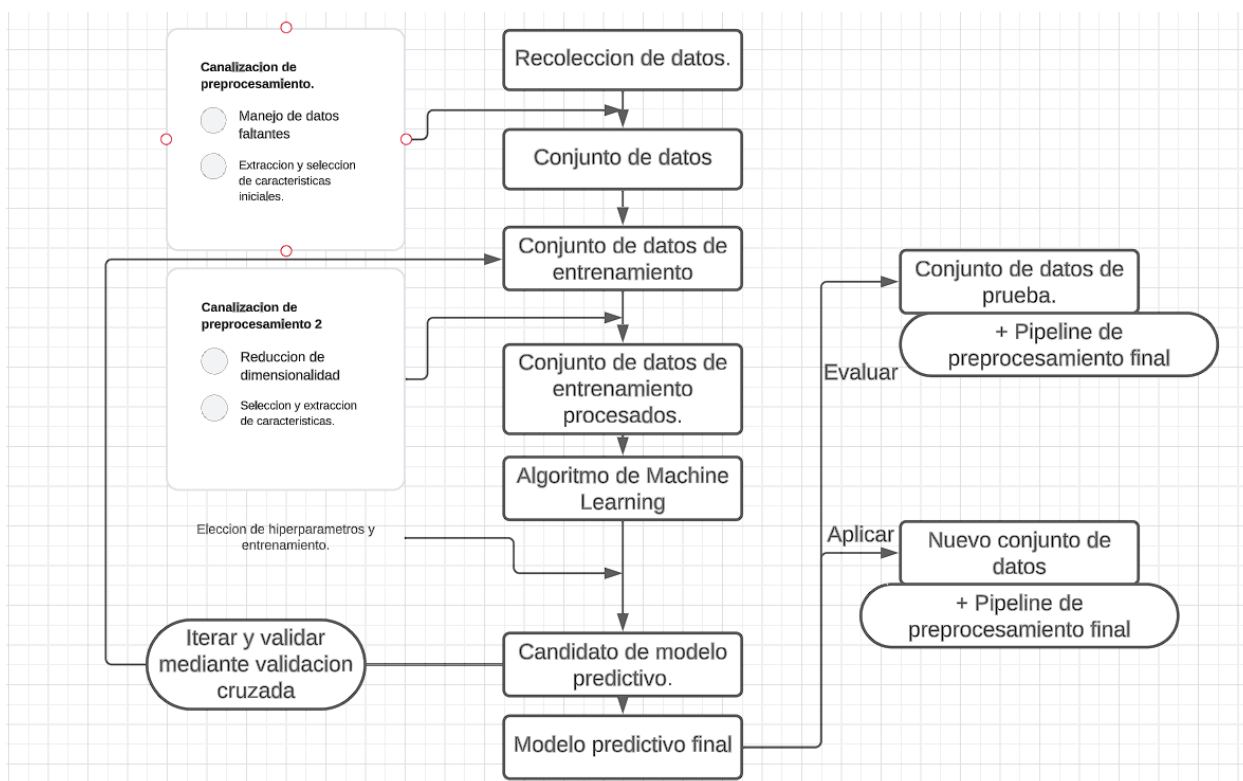 Canalizacion de
preprocesamiento.
Manejo de datos
faltantes
Extraccion y seleccion
de caracteristicas
iniciales.
Recoleccion de datos.
Conjunto de datos
Conjunto de datos de
entrenamiento
Canalizacion de
preprocesamiento 2
Reduccion de
dimensionalidad
Seleccion y extraccion
de caracteristicas.
Conjunto de datos de
entrenamiento
procesados.
Algoritmo de Machine
Learning
Eleccion de hiperparametros y
entrenamiento.
Iterar y validar
mediante validacion
cruzada
Candidato de modelo
predictivo.
Modelo predictivo final
Evaluar
Conjunto de datos de
prueba.
+ Pipeline de
preprocesamiento final
Aplicar
Nuevo conjunto de
datos
+ Pipeline de
preprocesamiento final